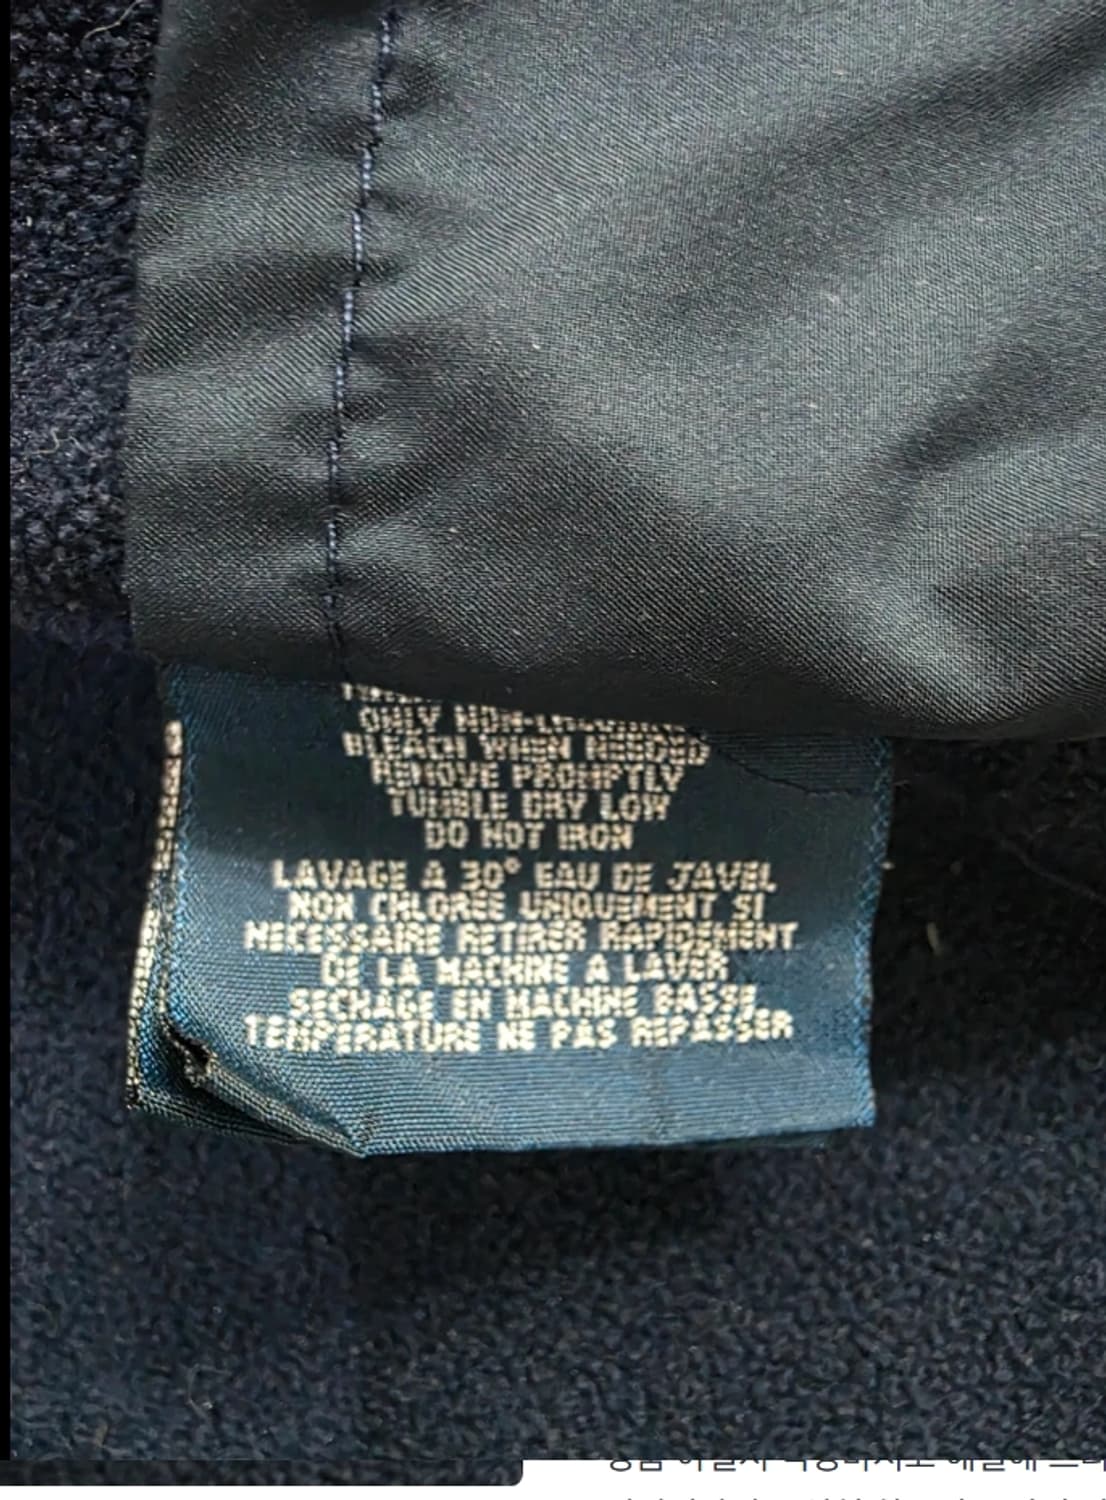 ONLY NON-
BLEACH WHEN NEEDED
REMOVE PROMPTLY
TUMBLE DRY LOW
DO NOT IRON
LAVAGE A 30° EAU DE JAVEL
NON CHLOREE UNIQUEMENT SI
NECESSAIRE RETIRER RAPIDEMENT
DE LA MACHINE A LAVER
SECHAGE EN MACHINE BASSE
TEMPERATURE NE PAS REPASSER